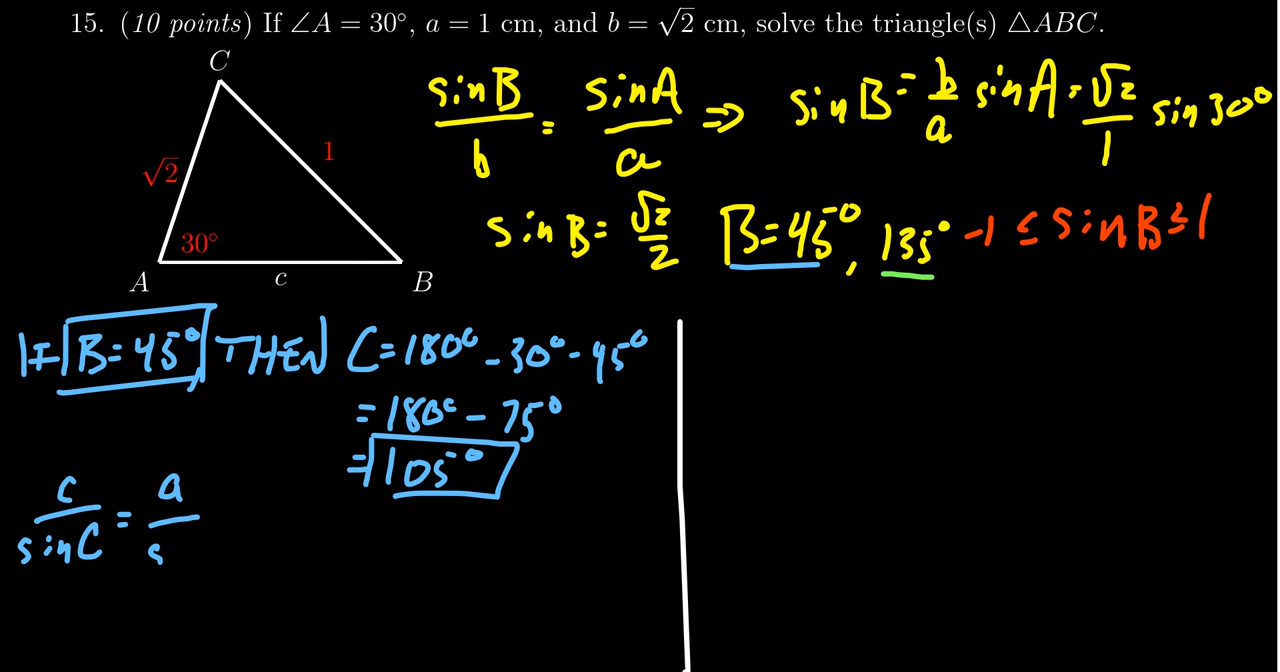 15. (10 points) If ∠A = 30°, a = 1 cm, and b = √2 cm, solve the triangle(s) △ABC.
C
√2
1
30°
A
c
B
sinB/b = sinA/a ⇒ sinB = b/a sinA = √2/1 sin30°
sinB = √2/2 B = 45°, 135° -1 ≤ sinB ≤ 1
IF B = 45°, THEN C = 180° - 30° - 45°
= 180° - 75°
= 105°
c/sinC = a/s